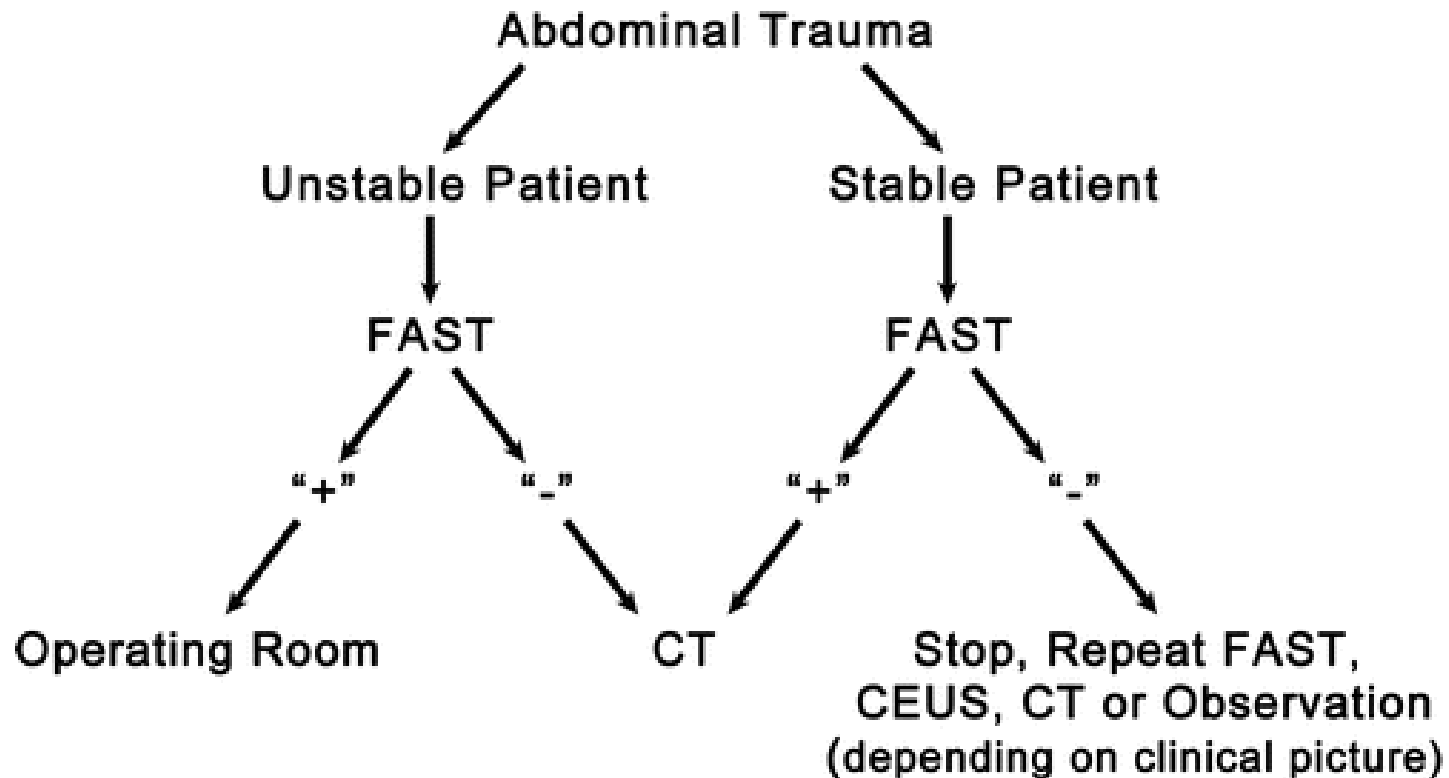 Abdominal Trauma
Unstable Patient
Stable Patient
FAST
FAST
“+”
“-”
“+”
“-”
Operating Room
CT
Stop, Repeat FAST,
CEUS, CT or Observation
(depending on clinical picture)